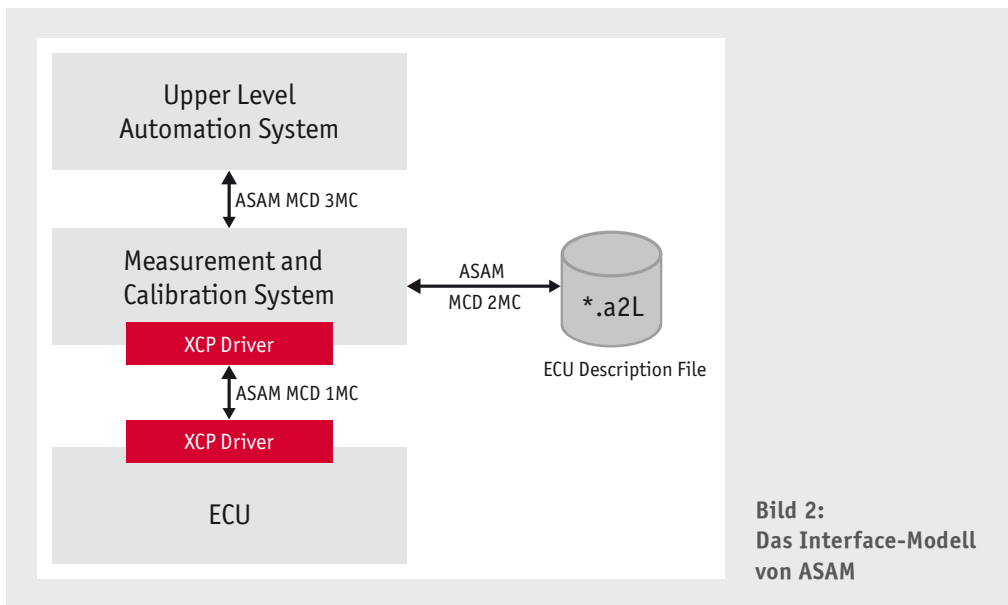 Upper Level
Automation System
ASAM MCD 3MC
Measurement and
Calibration System
ASAM
MCD 2MC
*.a2L
ECU Description File
XCP Driver
ASAM MCD 1MC
XCP Driver
ECU
Bild 2:
Das Interface-Modell
von ASAM